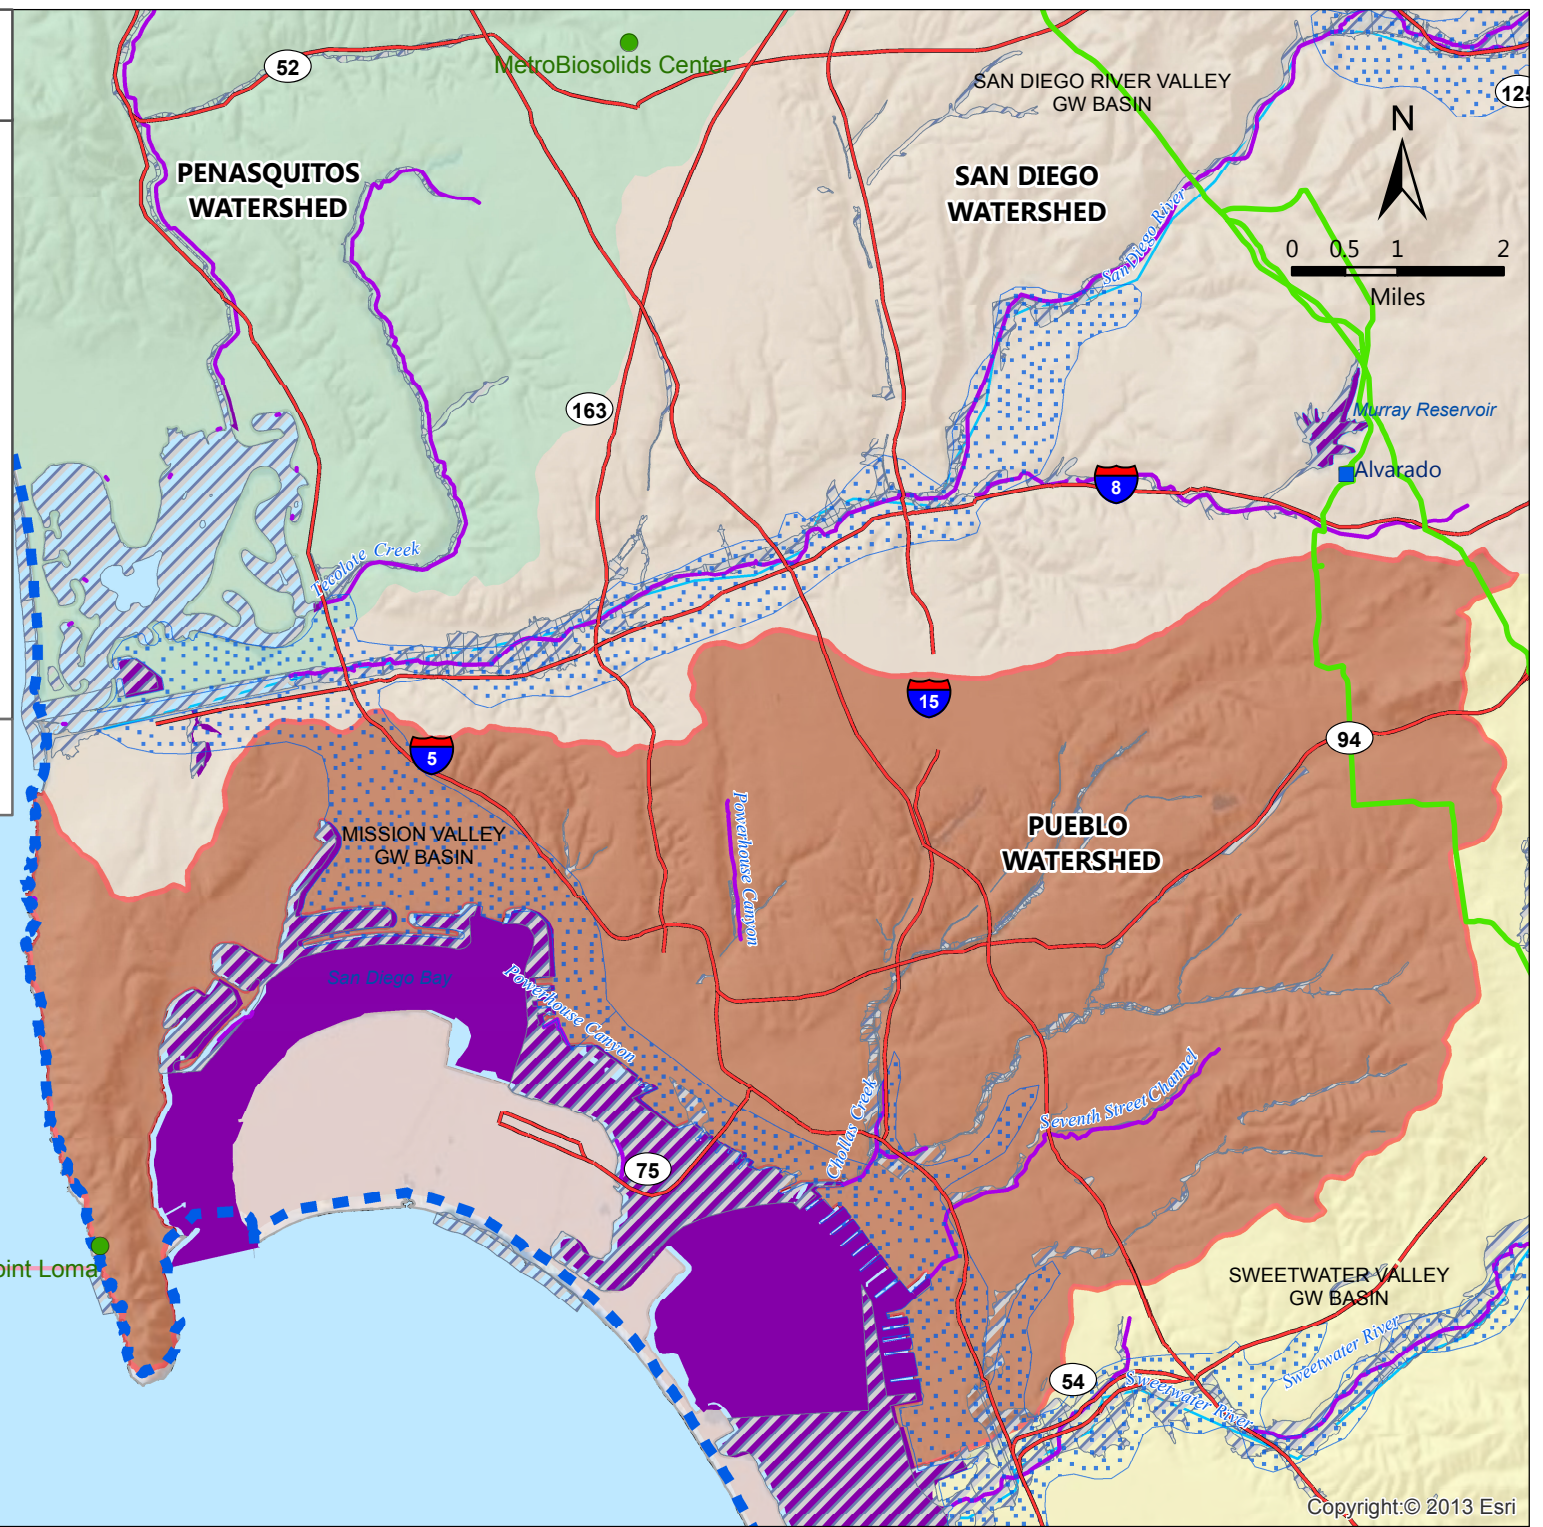 52
MetroBiosolids Center
SAN DIEGO RIVER VALLEY
GW BASIN
125
N
PENASQUITOS
WATERSHED
SAN DIEGO
WATERSHED
San Diego River
0 0.5 1 2
Miles
163
Murray Reservoir
Alvarado
8
Tecolote Creek
15
5
94
MISSION VALLEY
GW BASIN
Powerhouse Canyon
PUEBLO
WATERSHED
San Diego Bay
Powerhouse Canyon
Chollas Creek
Seventh Street Channel
75
oint Loma
SWEETWATER VALLEY
GW BASIN
Sweetwater River
54
Sweetwater River
Copyright:© 2013 Esri